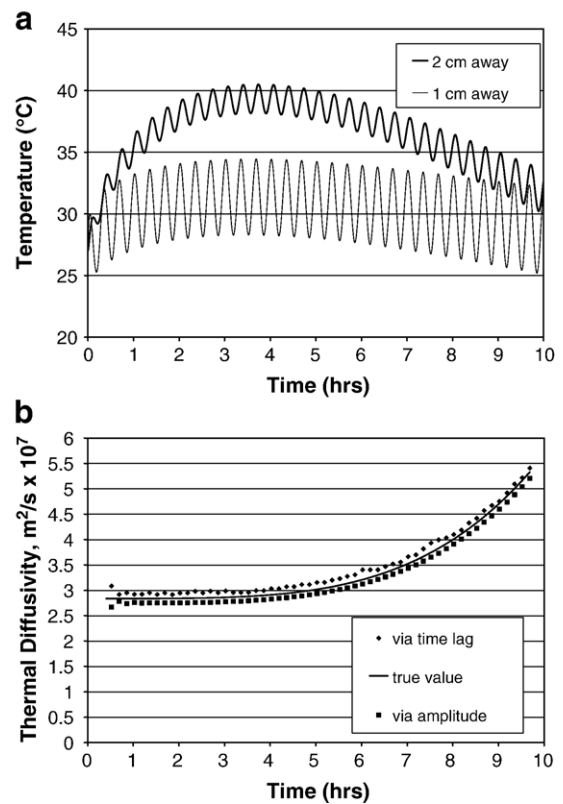 a
45
40
35
30
25
20
Temperature (°C)
2 cm away
1 cm away
0 1 2 3 4 5 6 7 8 9 10
Time (hrs)
b
6
5.5
5
4.5
4
3.5
3
2.5
2
1.5
1
0.5
0
Thermal Diffusivity, m²/s x 10⁷
via time lag
true value
via amplitude
0 1 2 3 4 5 6 7 8 9 10
Time (hrs)